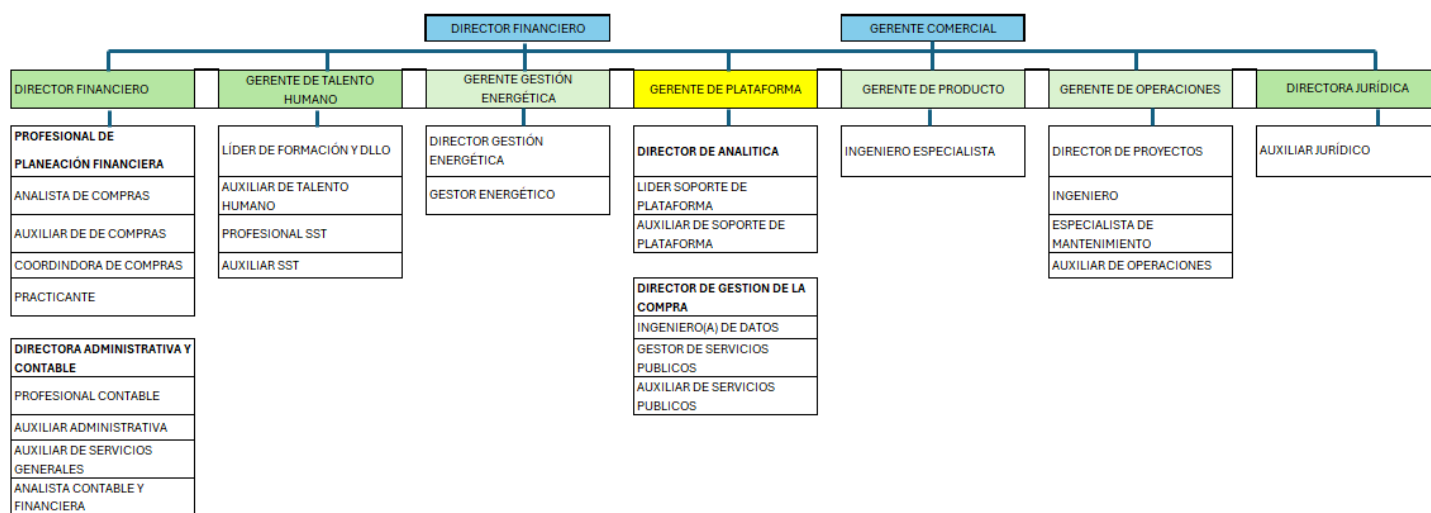 DIRECTOR FINANCIERO
GERENTE COMERCIAL
DIRECTOR FINANCIERO
GERENTE DE TALENTO
HUMANO
GERENTE GESTIÓN
ENERGÉTICA
GERENTE DE PLATAFORMA
GERENTE DE PRODUCTO
GERENTE DE OPERACIONES
DIRECTORA JURÍDICA
PROFESIONAL DE
PLANEACIÓN FINANCIERA
ANALISTA DE COMPRAS
AUXILIAR DE DE COMPRAS
COORDINDORA DE COMPRAS
PRACTICANTE
DIRECTORA ADMINISTRATIVA Y
CONTABLE
PROFESIONAL CONTABLE
AUXILIAR ADMINISTRATIVA
AUXILIAR DE SERVICIOS
GENERALES
ANALISTA CONTABLE Y
FINANCIERA
LÍDER DE FORMACIÓN Y DLLO
AUXILIAR DE TALENTO
HUMANO
PROFESIONAL SST
AUXILIAR SST
DIRECTOR GESTIÓN
ENERGÉTICA
GESTOR ENERGÉTICO
DIRECTOR DE ANALITICA
LIDER SOPORTE DE
PLATAFORMA
AUXILIAR DE SOPORTE DE
PLATAFORMA
DIRECTOR DE GESTION DE LA
COMPRA
INGENIERO(A) DE DATOS
GESTOR DE SERVICIOS
PUBLICOS
AUXILIAR DE SERVICIOS
PUBLICOS
INGENIERO ESPECIALISTA
DIRECTOR DE PROYECTOS
INGENIERO
ESPECIALISTA DE
MANTENIMIENTO
AUXILIAR DE OPERACIONES
AUXILIAR JURÍDICO